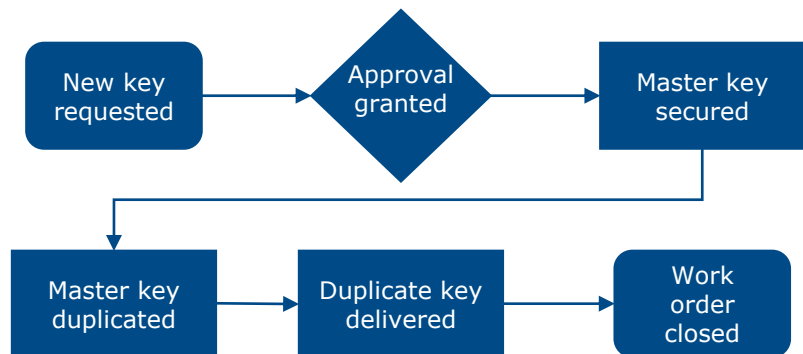 New key
requested
Approval
granted
Master key
secured
Master key
duplicated
Duplicate key
delivered
Work
order
closed